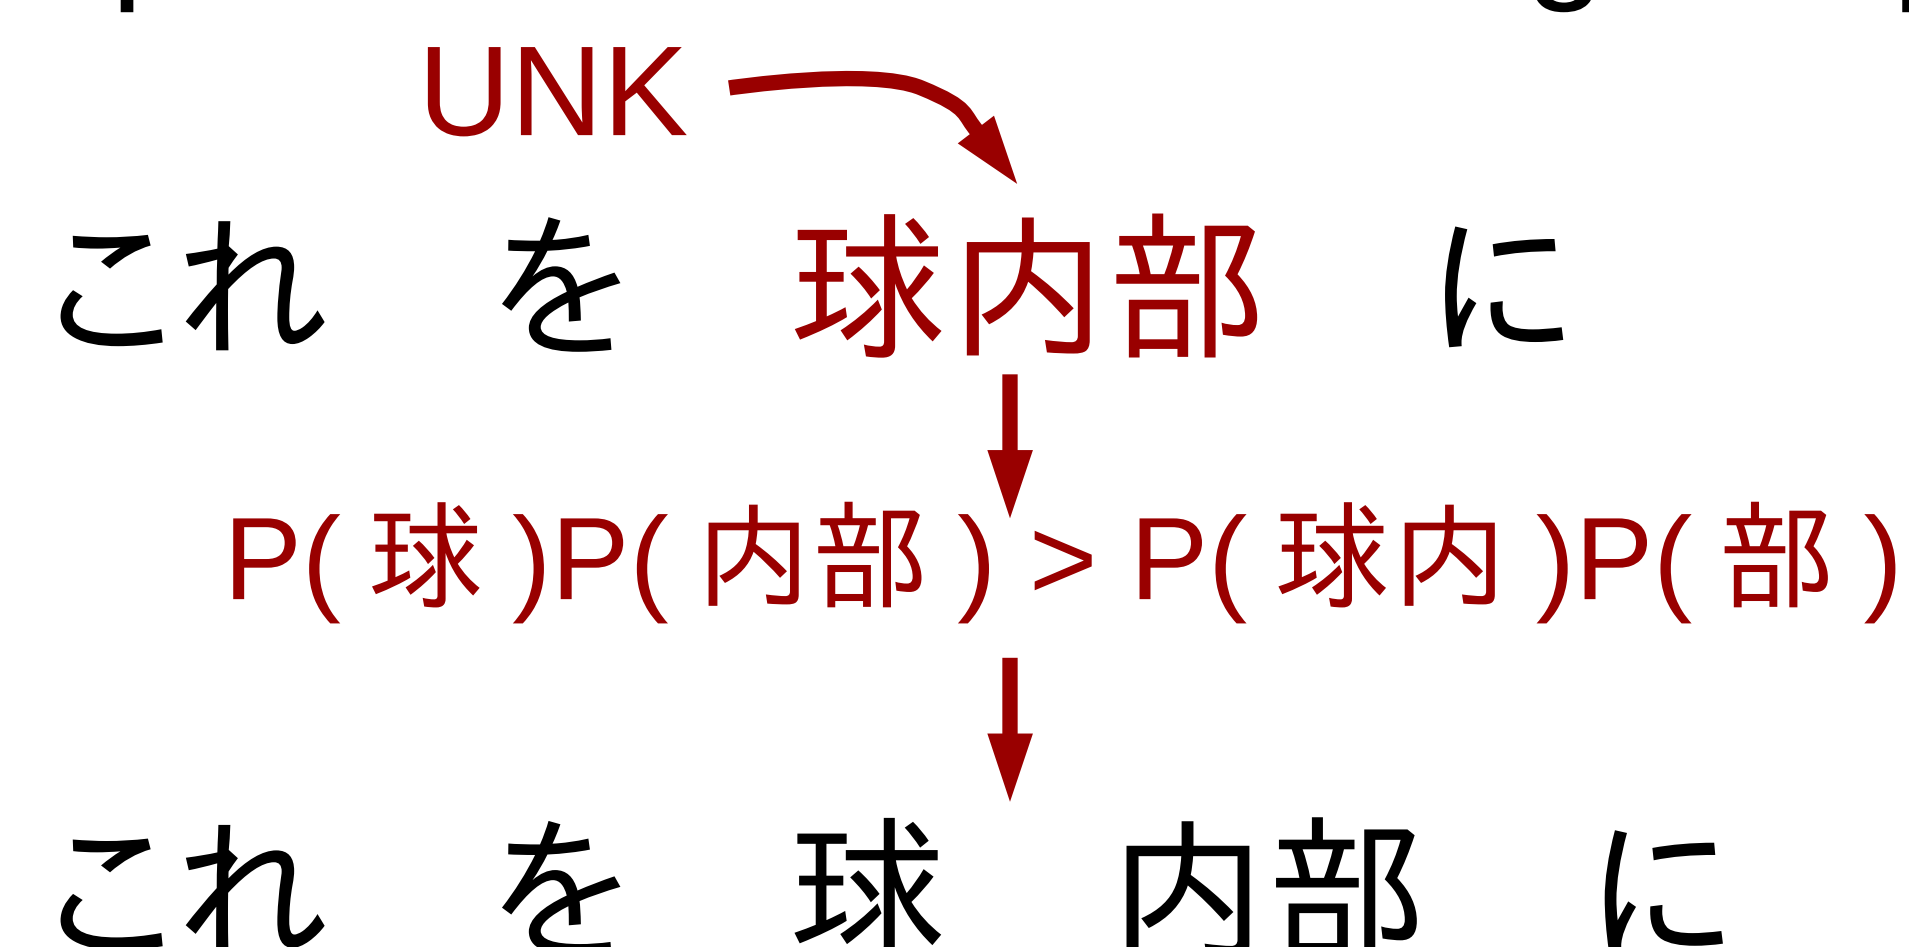 UNK
これ を 球内部 に
P( 球 )P( 内部 ) > P( 球内 )P( 部 )
これ を 球 内部 に